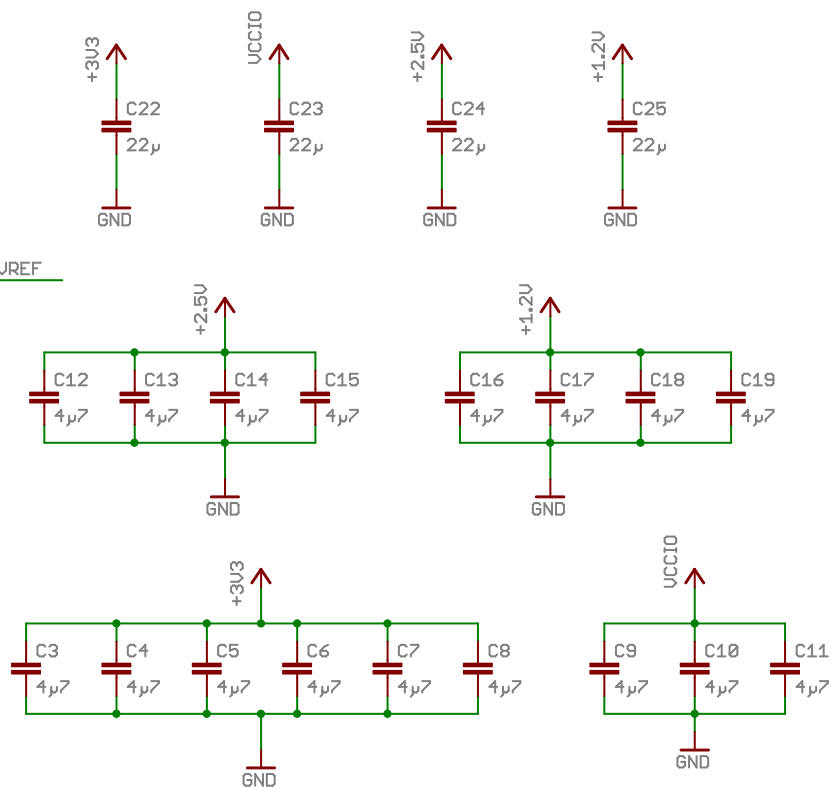 +3V3 VCCIO +2.5V +1.2V
C22 C23 C24 C25
22µ 22µ 22µ 22µ
GND GND GND GND
VREF
+2.5V +1.2V
C12 C13 C14 C15 C16 C17 C18 C19
4µ7 4µ7 4µ7 4µ7 4µ7 4µ7 4µ7 4µ7
GND GND
+3V3 VCCIO
C3 C4 C5 C6 C7 C8 C9 C10 C11
4µ7 4µ7 4µ7 4µ7 4µ7 4µ7 4µ7 4µ7 4µ7
GND GND